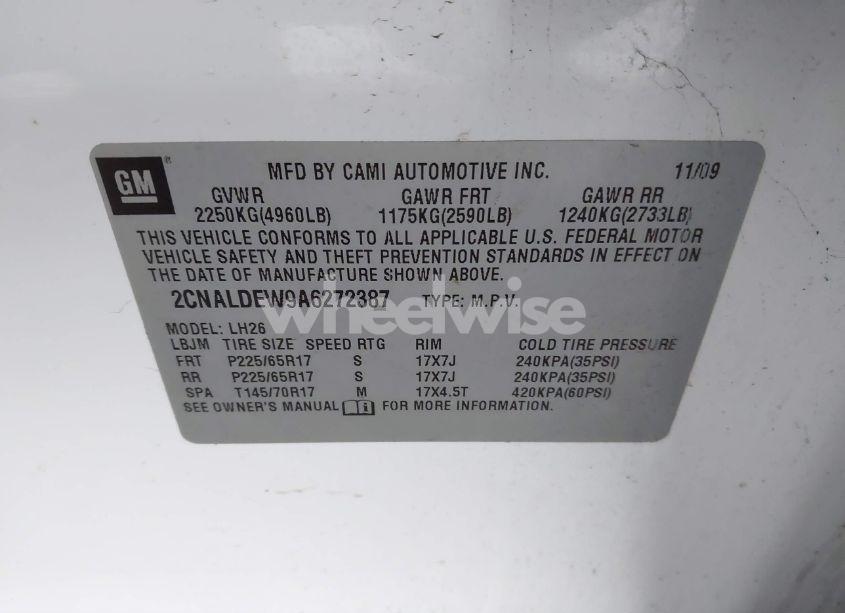 GM ® MFD BY CAMI AUTOMOTIVE INC. 11/09
GVWR GAWR FRT GAWR RR
2250KG(4960LB) 1175KG(2590LB) 1240KG(2733LB)
THIS VEHICLE CONFORMS TO ALL APPLICABLE U.S. FEDERAL MOTOR
VEHICLE SAFETY AND THEFT PREVENTION STANDARDS IN EFFECT ON
THE DATE OF MANUFACTURE SHOWN ABOVE.
2CNALDEW9A6272387 TYPE: M.P.V.
wheelwise
MODEL: LH26
LBJM TIRE SIZE SPEED RTG RIM COLD TIRE PRESSURE
FRT P225/65R17 S 17X7J 240KPA(35PSI)
RR P225/65R17 S 17X7J 240KPA(35PSI)
SPA T145/70R17 M 17X4.5T 420KPA(60PSI)
SEE OWNER'S MANUAL i FOR MORE INFORMATION.